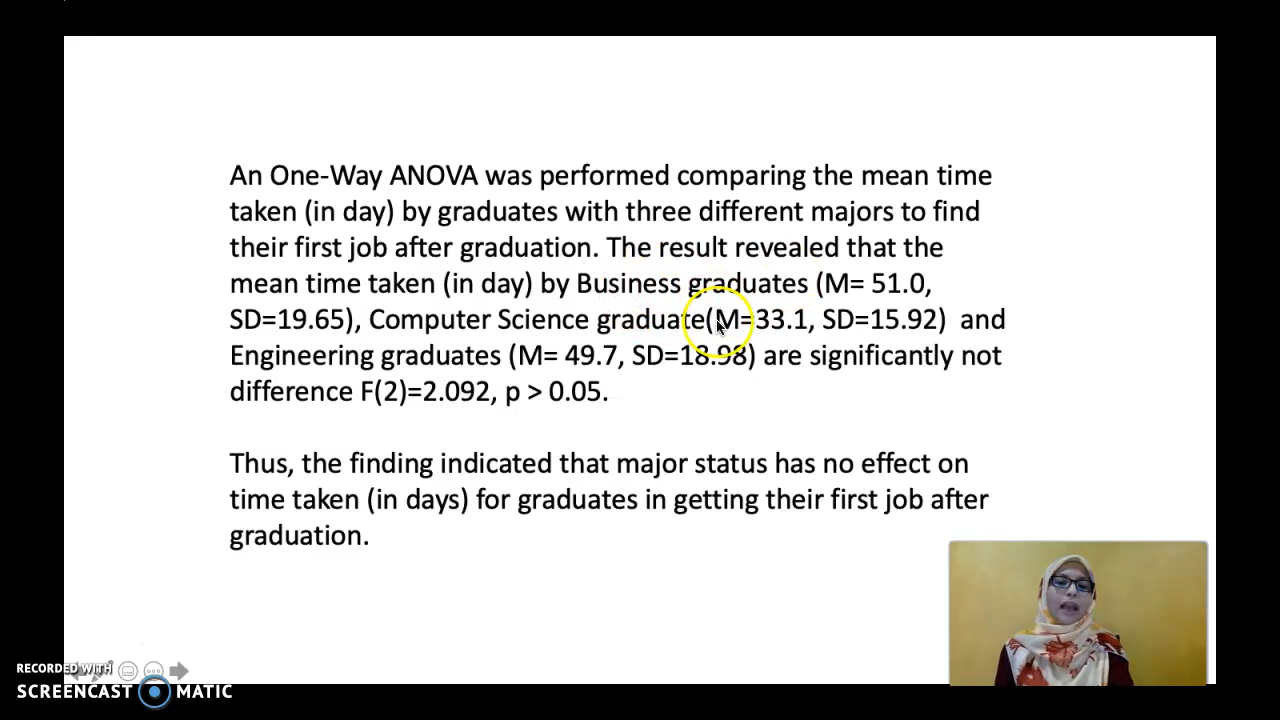 An One-Way ANOVA was performed comparing the mean time
taken (in day) by graduates with three different majors to find
their first job after graduation. The result revealed that the
mean time taken (in day) by Business graduates (M= 51.0,
SD=19.65), Computer Science graduate(M=33.1, SD=15.92)  and
Engineering graduates (M= 49.7, SD=18.98) are significantly not
difference F(2)=2.092, p > 0.05.
Thus, the finding indicated that major status has no effect on
time taken (in days) for graduates in getting their first job after
graduation.
RECORDED WITH
SCREENCAST MATIC